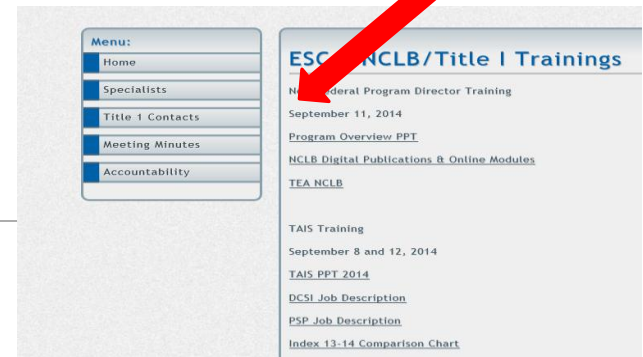 Menu:
Home
Specialists
Title 1 Contacts
Meeting Minutes
Accountability
NCLB/Title I Trainings
Federal Program Director Training
September 11, 2014
Program Overview PPT
NCLB Digital Publications & Online Modules
TEA NCLB
TAIS Training
September 8 and 12, 2014
TAIS PPT 2014
DCSI Job Description
PSP Job Description
Index 13-14 Comparison Chart